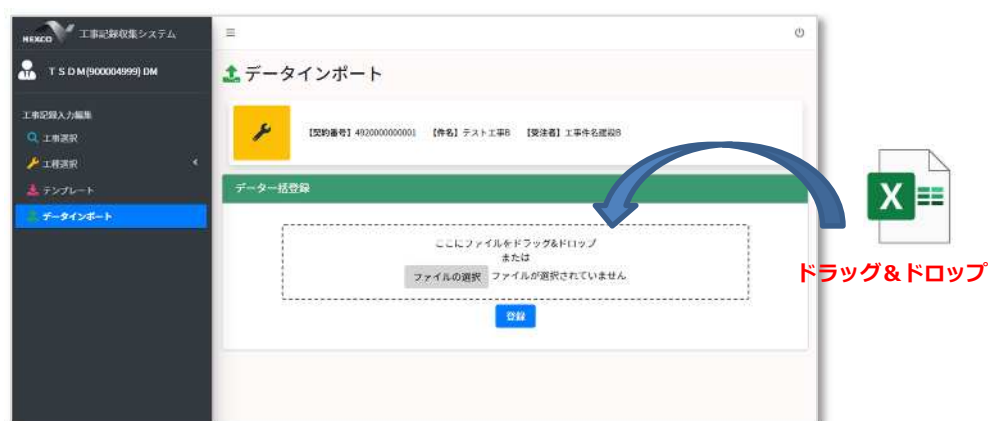 NEXCO 工事記録収集システム
T S D M(900004999) DM
データインポート
工事記録入力編集
工事選択
工種選択
テンプレート
データインポート
【契約番号】4920000000001 【件名】テスト工事B 【受注者】工事件名建設B
データ一括登録
ここにファイルをドラッグ&ドロップ
または
ファイルの選択 ファイルが選択されていません
登録
X
ドラッグ&ドロップ